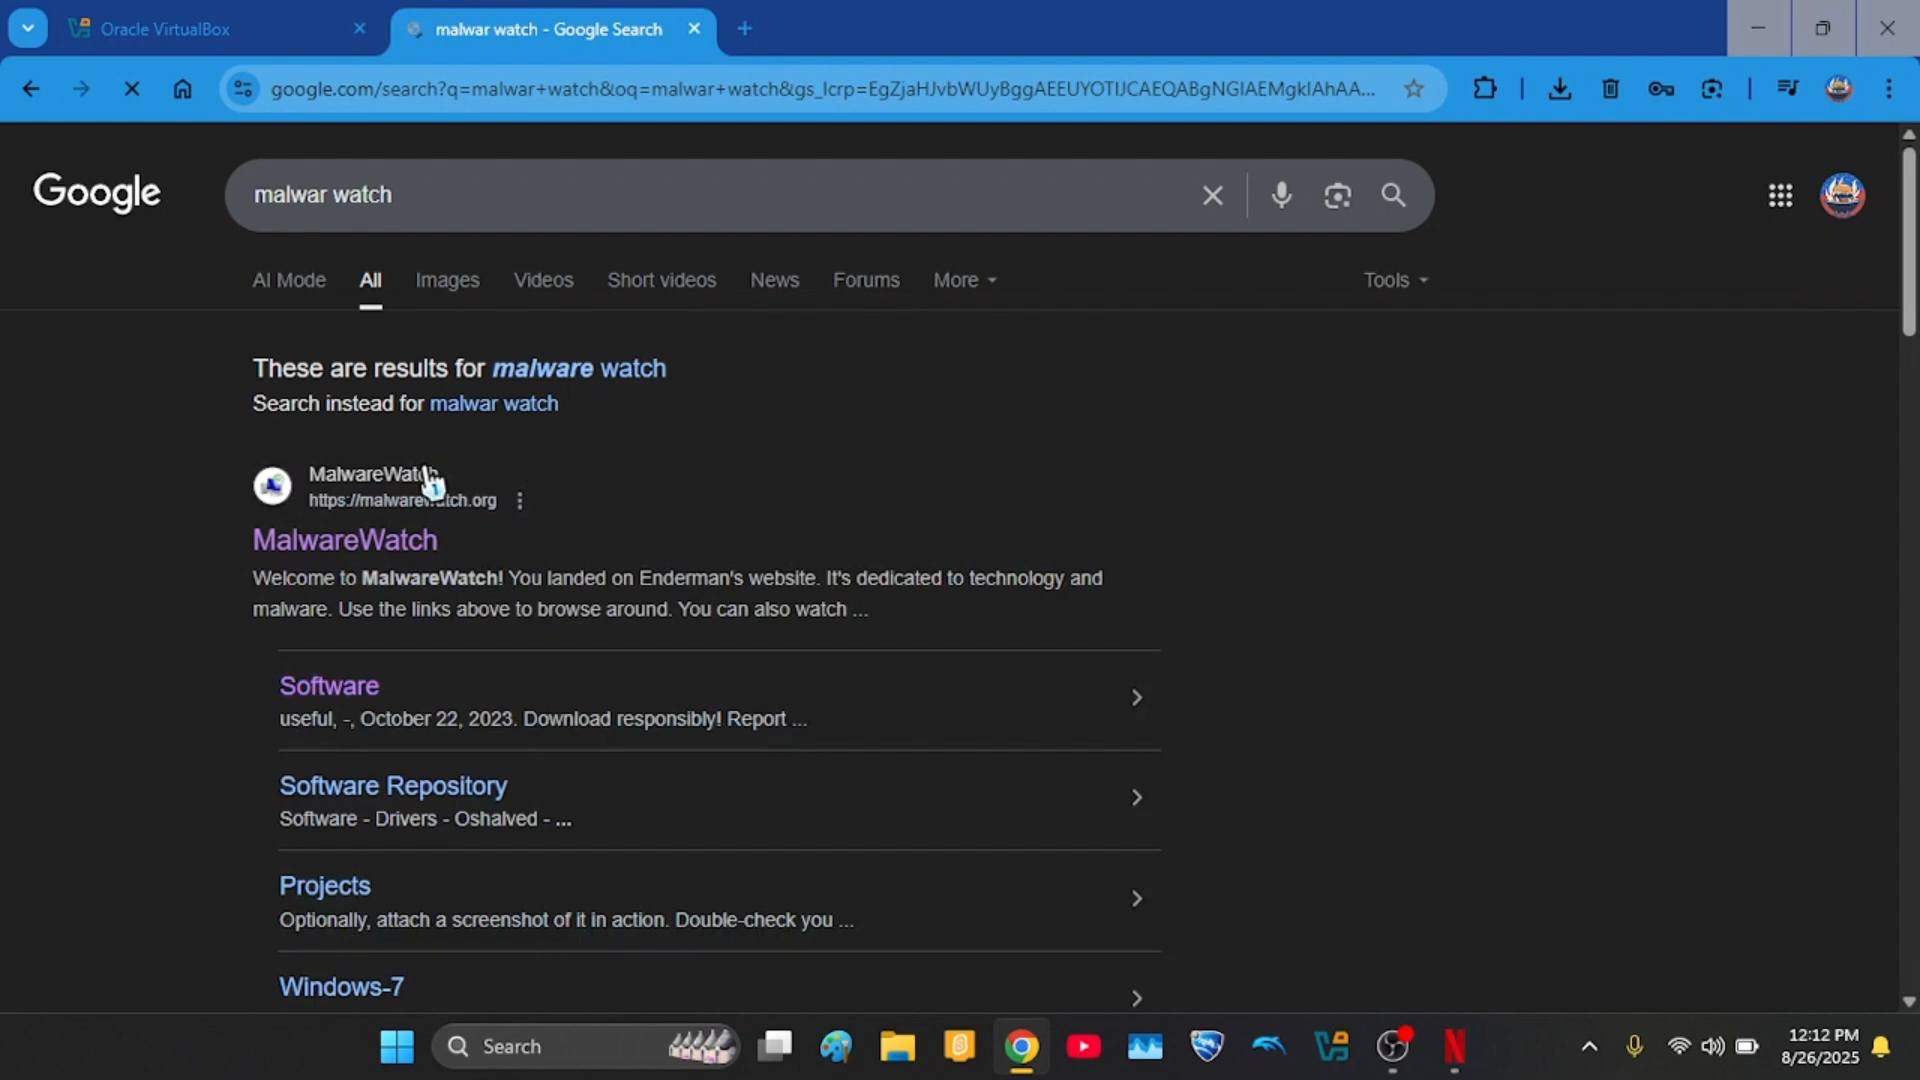 Oracle VirtualBox
malwar watch - Google Search
google.com/search?q=malwar+watch&oq=malwar+watch&gs_lcrp=EgZjaHJvbWUyBggAEEUYOTIJCAEQABgNGIAEMgkIAhAA...
Google
malwar watch
AI Mode
All
Images
Videos
Short videos
News
Forums
More
Tools
These are results for malware watch
Search instead for malwar watch
MalwareWatch
https://malwarewatch.org
MalwareWatch
Welcome to MalwareWatch! You landed on Enderman's website. It's dedicated to technology and
malware. Use the links above to browse around. You can also watch ...
Software
useful, -, October 22, 2023. Download responsibly! Report ...
Software Repository
Software - Drivers - Oshalved - ...
Projects
Optionally, attach a screenshot of it in action. Double-check you ...
Windows-7
Search
12:12 PM
8/26/2025